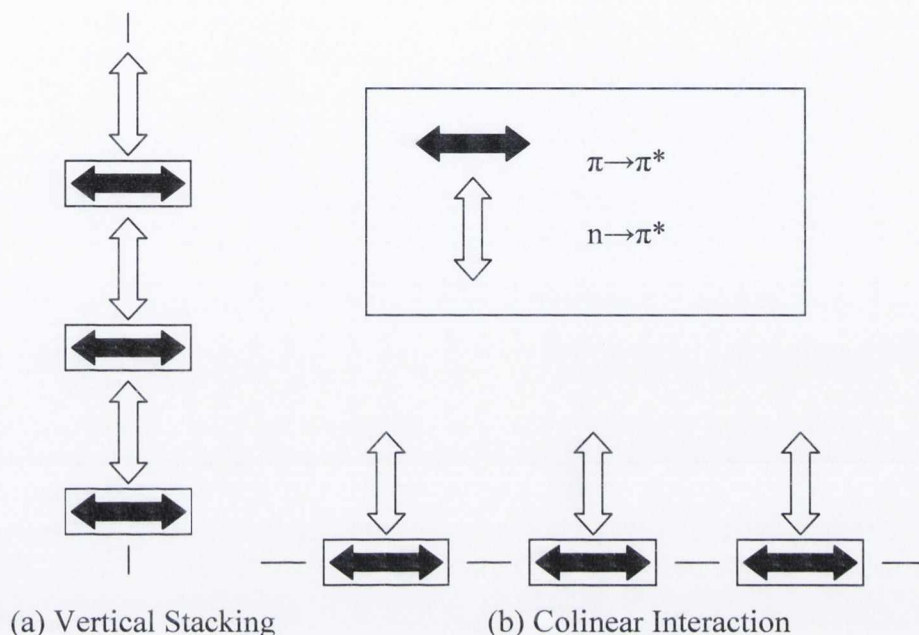 π→π*
n→π*
(a) Vertical Stacking
(b) Colinear Interaction